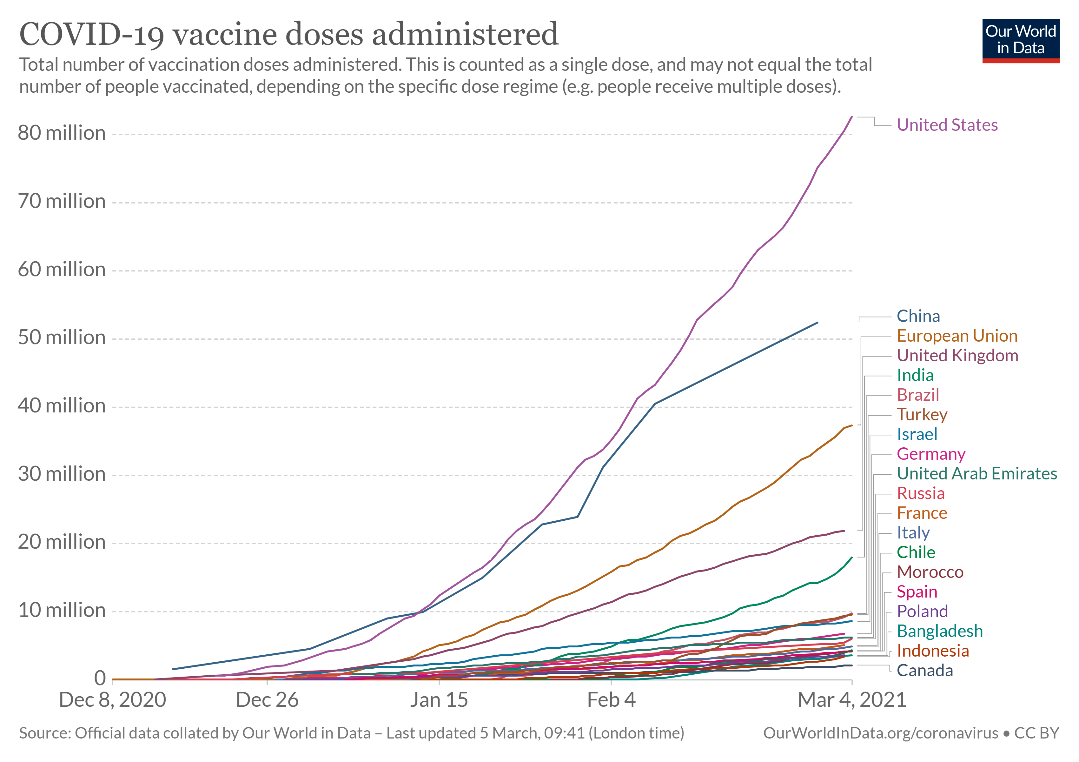 COVID-19 vaccine doses administered
Our World
in Data
Total number of vaccination doses administered. This is counted as a single dose, and may not equal the total
number of people vaccinated, depending on the specific dose regime (e.g. people receive multiple doses).
80 million
70 million
60 million
50 million
40 million
30 million
20 million
10 million
0
United States
China
European Union
United Kingdom
India
Brazil
Turkey
Israel
Germany
United Arab Emirates
Russia
France
Italy
Chile
Morocco
Spain
Poland
Bangladesh
Indonesia
Canada
Dec 8, 2020
Dec 26
Jan 15
Feb 4
Mar 4, 2021
Source: Official data collated by Our World in Data – Last updated 5 March, 09:41 (London time)
OurWorldInData.org/coronavirus • CC BY